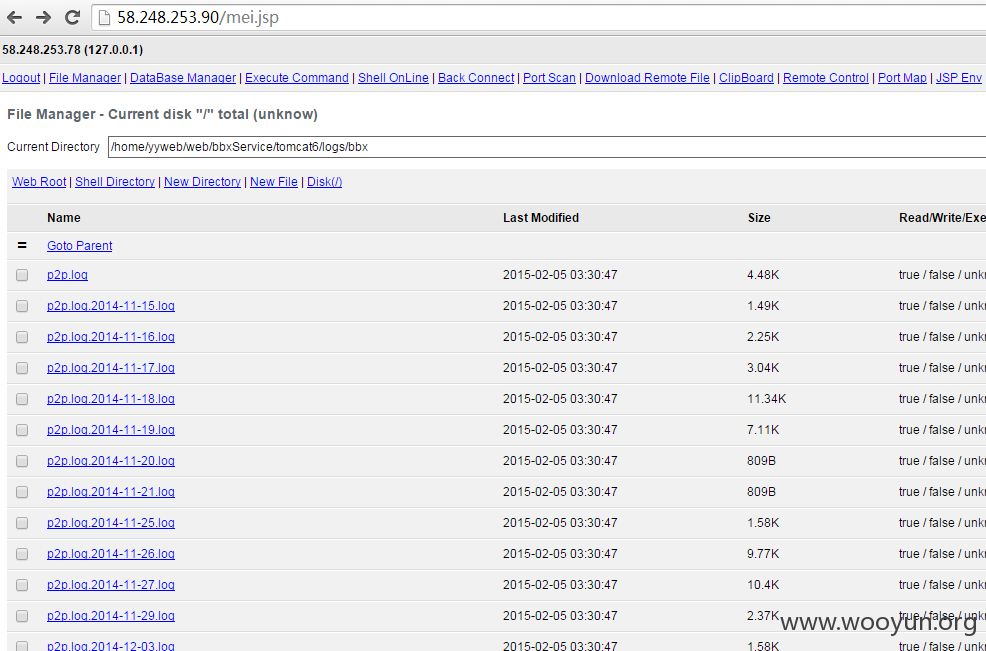 58.248.253.90/mei.jsp
58.248.253.78 (127.0.0.1)
Logout | File Manager | DataBase Manager | Execute Command | Shell OnLine | Back Connect | Port Scan | Download Remote File | ClipBoard | Remote Control | Port Map | JSP Env
File Manager - Current disk "/" total (unknow)
Current Directory /home/yyweb/web/bbxService/tomcat6/logs/bbx
Web Root | Shell Directory | New Directory | New File | Disk(/)
Name Last Modified Size Read/Write/Exe
= Goto Parent
p2p.log 2015-02-05 03:30:47 4.48K true / false / unk
p2p.log.2014-11-15.log 2015-02-05 03:30:47 1.49K true / false / unk
p2p.log.2014-11-16.log 2015-02-05 03:30:47 2.25K true / false / unk
p2p.log.2014-11-17.log 2015-02-05 03:30:47 3.04K true / false / unk
p2p.log.2014-11-18.log 2015-02-05 03:30:47 11.34K true / false / unk
p2p.log.2014-11-19.log 2015-02-05 03:30:47 7.11K true / false / unk
p2p.log.2014-11-20.log 2015-02-05 03:30:47 809B true / false / unk
p2p.log.2014-11-21.log 2015-02-05 03:30:47 809B true / false / unk
p2p.log.2014-11-25.log 2015-02-05 03:30:47 1.58K true / false / unk
p2p.log.2014-11-26.log 2015-02-05 03:30:47 9.77K true / false / unk
p2p.log.2014-11-27.log 2015-02-05 03:30:47 10.4K true / false / unk
p2p.log.2014-11-29.log 2015-02-05 03:30:47 2.37K true / false / unk
www.wooyun.org
p2p.log.2014-12-03.log 2015-02-05 03:30:47 1.58K true / false / unk